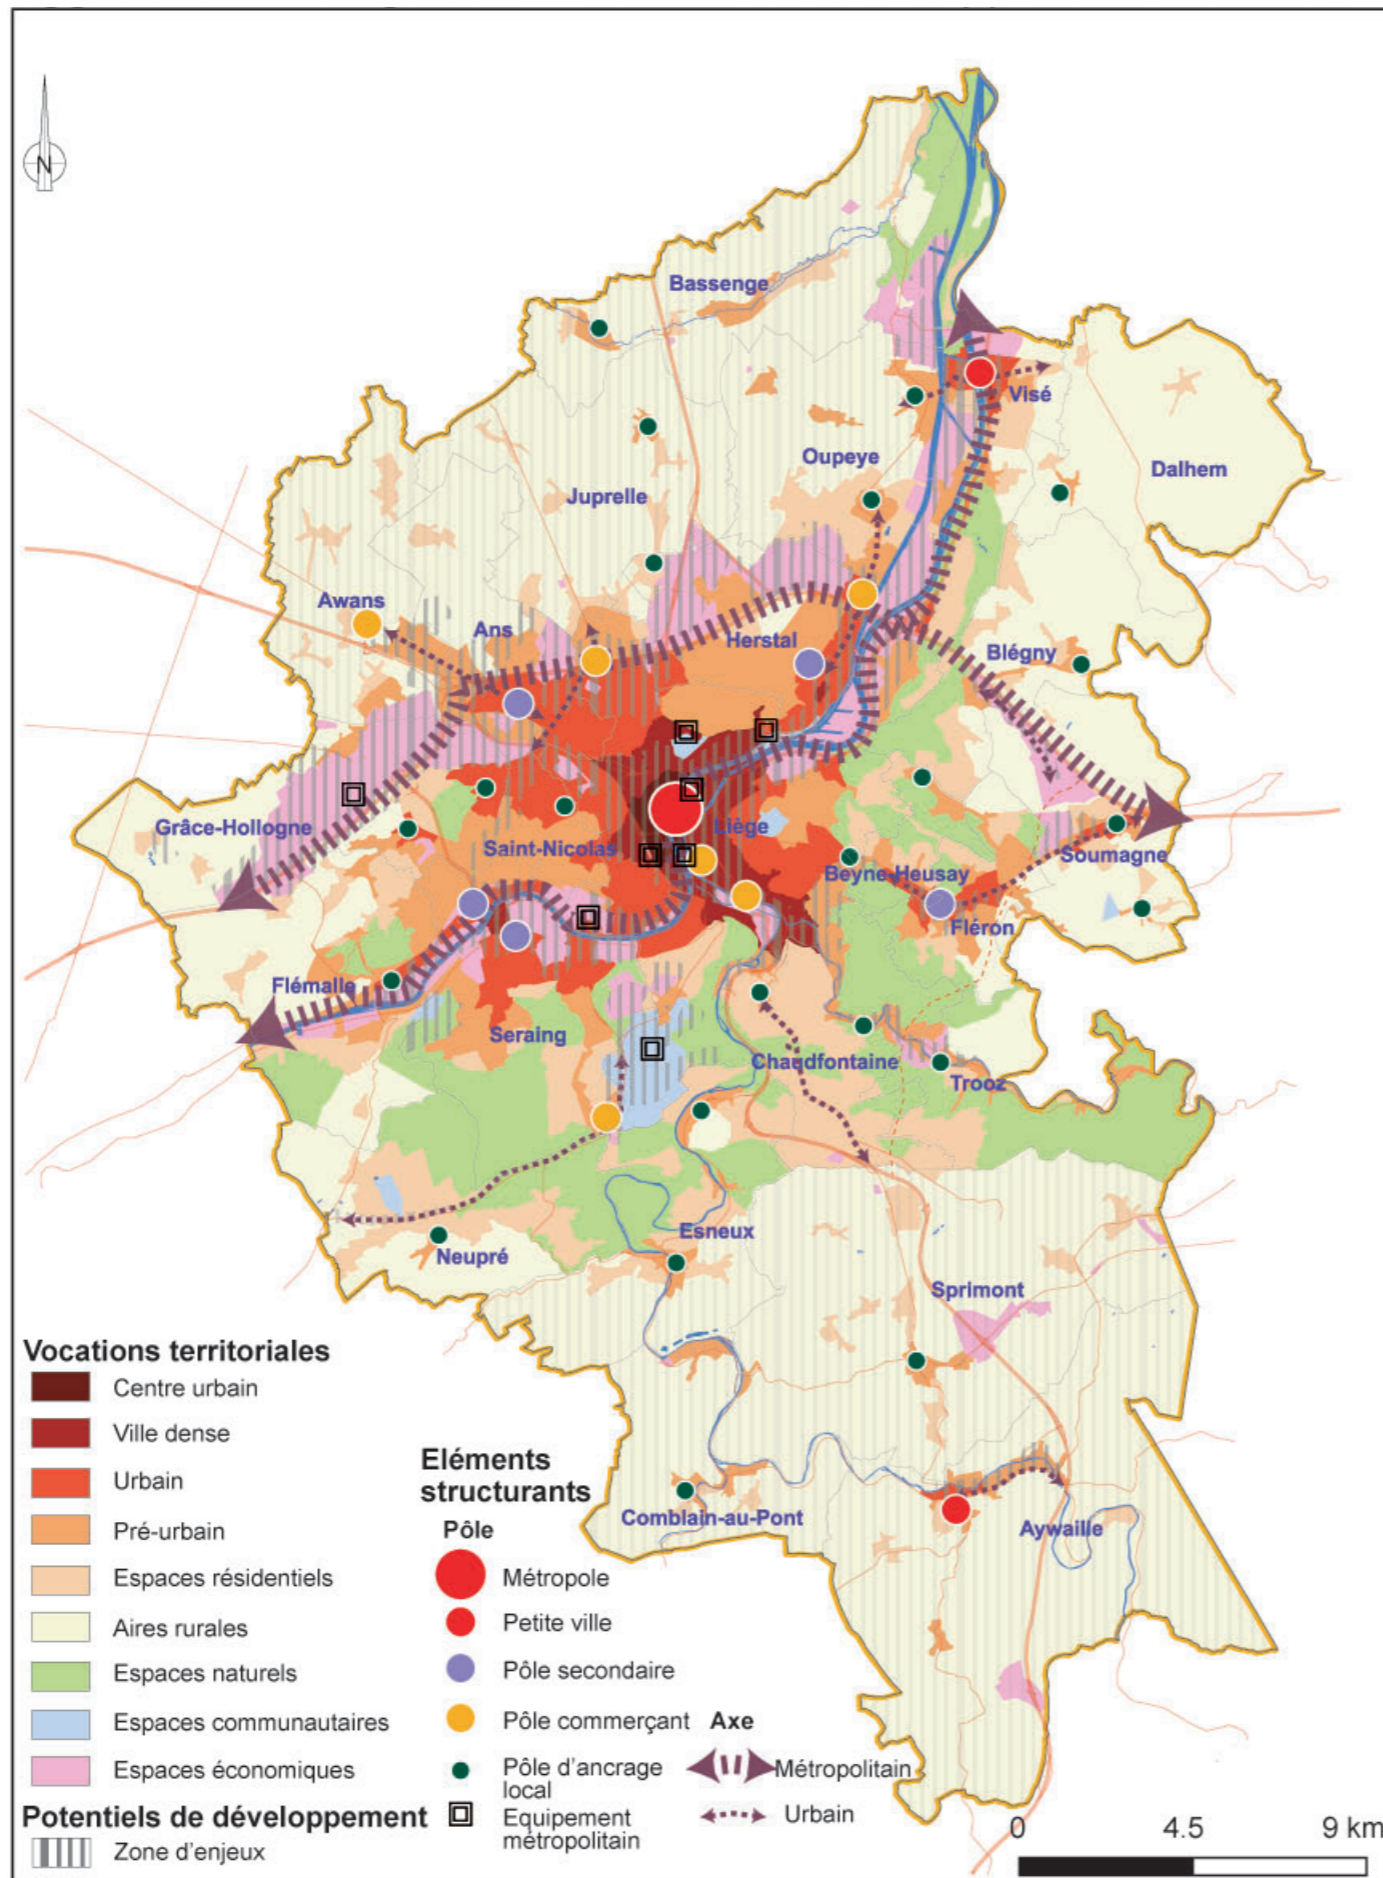 N
Bassenge
Visé
Oupeye
Dalhem
Juprelle
Awans
Ans
Herstal
Blégny
Grâce-Hollogne
Saint-Nicolas
Liège
Beyne-Heusay
Soumagne
Fléron
Flémalle
Seraing
Chaudfontaine
Trooz
Esneux
Neupré
Sprimont
Comblain-au-Pont
Aywaille
Vocations territoriales
Centre urbain
Ville dense
Urbain
Pré-urbain
Espaces résidentiels
Aires rurales
Espaces naturels
Espaces communautaires
Espaces économiques
Potentiels de développement
Zone d'enjeux
Eléments
structurants
Pôle
Métropole
Petite ville
Pôle secondaire
Pôle commerçant
Pôle d'ancrage
local
Equipement
métropolitain
Axe
Métropolitain
Urbain
0 4.5 9 km